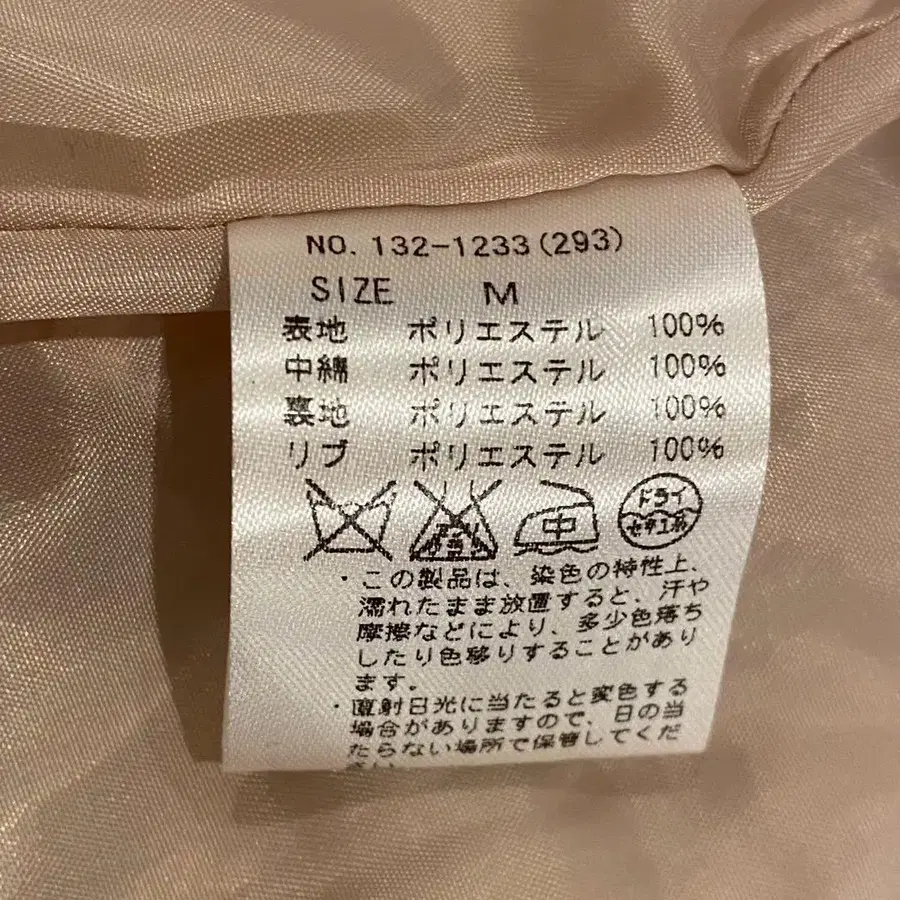 NO. 132-1233(293)
SIZE M
表地 ポリエステル 100%
中綿 ポリエステル 100%
裏地 ポリエステル 100%
リブ ポリエステル 100%
中 ドライ
セキユ系
・この製品は、染色の特性上、
濡れたまま放置すると、汗や
摩擦などにより、多少色落ち
したり色移りすることがあり
ます。
・直射日光に当たると変色する
場合がありますので、日の当
たらない場所で保管してくだ
さい